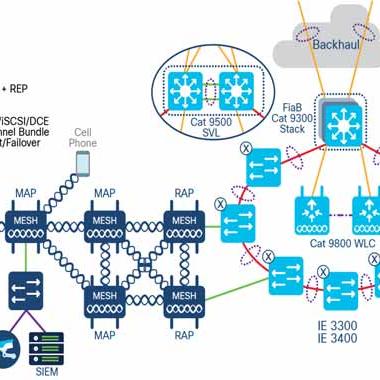 Backhaul
+ REP
/iSCSI/DCE
nnel Bundle
t/Failover
Cell
Phone
Cat 9500
SVL
FiaB
Cat 9300
Stack
X
MAP
MAP
RAP
MESH
MESH
MESH
X
X
X
X
Cat 9800 WLC
MESH
MESH
MAP
RAP
IE 3300
IE 3400
SIEM